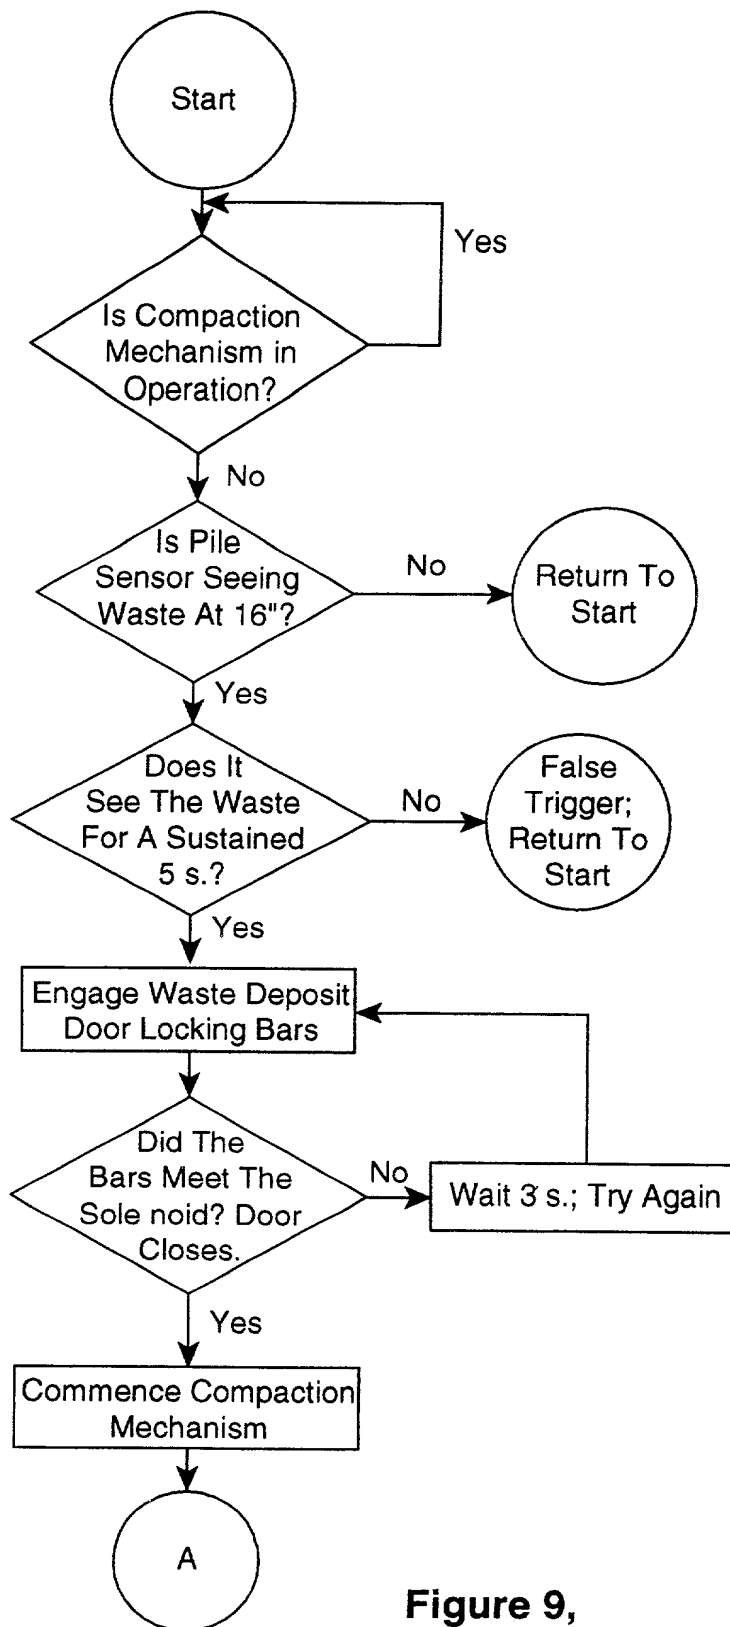 Start
Yes
Is Compaction
Mechanism in
Operation?
No
Is Pile
Sensor Seeing
Waste At 16"?
No
Return To
Start
Yes
Does It
See The Waste
For A Sustained
5 s.?
No
False
Trigger;
Return To
Start
Yes
Engage Waste Deposit
Door Locking Bars
Did The
Bars Meet The
Sole noid? Door
Closes.
No
Wait 3 s.; Try Again
Yes
Commence Compaction
Mechanism
A
Figure 9,